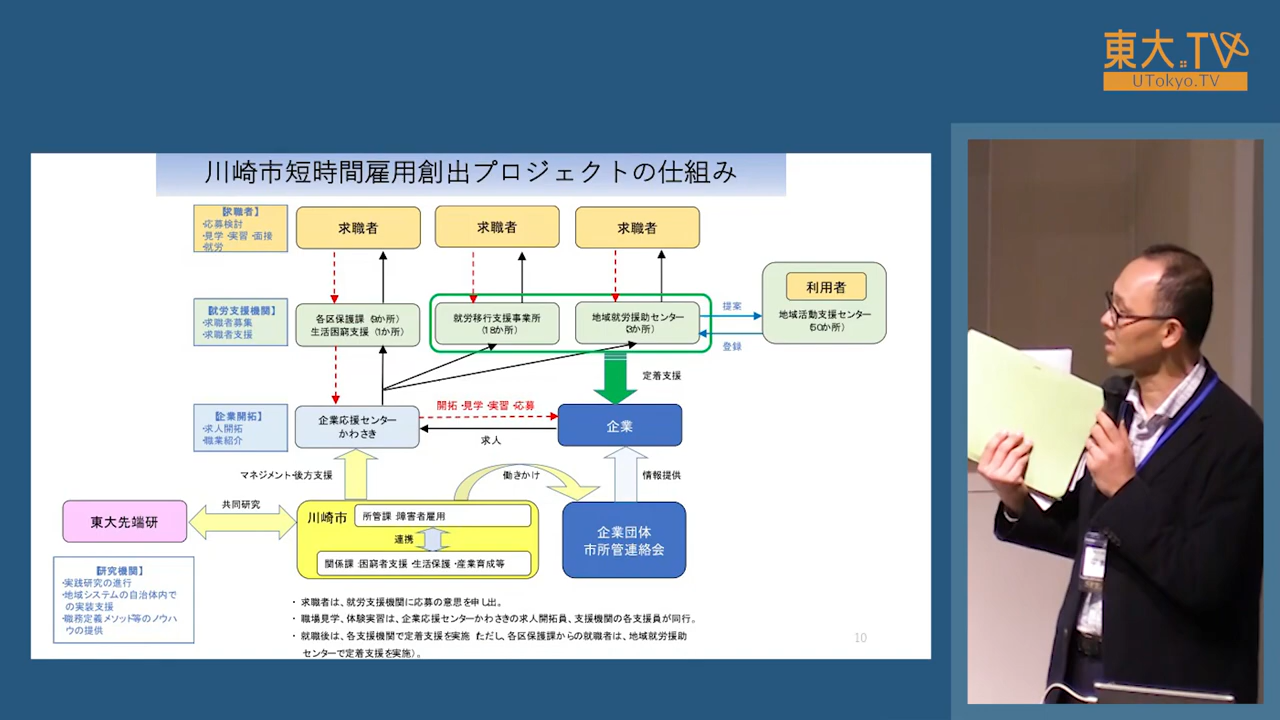 東大.TV
UTokyo.TV
川崎市短時間雇用創出プロジェクトの仕組み
【求職者】
・応募検討
・見学・実習・面接
・就労
求職者
求職者
求職者
【就労支援機関】
・求職者募集
・求職者支援
各区保護課（9か所）
生活困窮支援（1か所）
就労移行支援事業所
（18か所）
地域就労援助センター
（3か所）
提案
登録
利用者
地域活動支援センター
（50か所）
定着支援
【企業開拓】
・求人開拓
・職業紹介
企業応援センター
かわさき
開拓・見学・実習・応募
求人
企業
マネジメント・後方支援
働きかけ
情報提供
東大先端研
共同研究
川崎市
所管課：障害者雇用
連携
関係課：困窮者支援・生活保護・産業育成等
企業団体
市所管連絡会
【研究機関】
・実践研究の進行
・地域システムの自治体内で
の実装支援
・職務定義メソッド等のノウハ
ウの提供
・ 求職者は、就労支援機関に応募の意思を申し出。
・ 職場見学、体験実習は、企業応援センターかわさきの求人開拓員、支援機関の各支援員が同行。
・ 就職後は、各支援機関で定着支援を実施（ただし、各区保護課からの就職者は、地域就労援助
センターで定着支援を実施）。
10